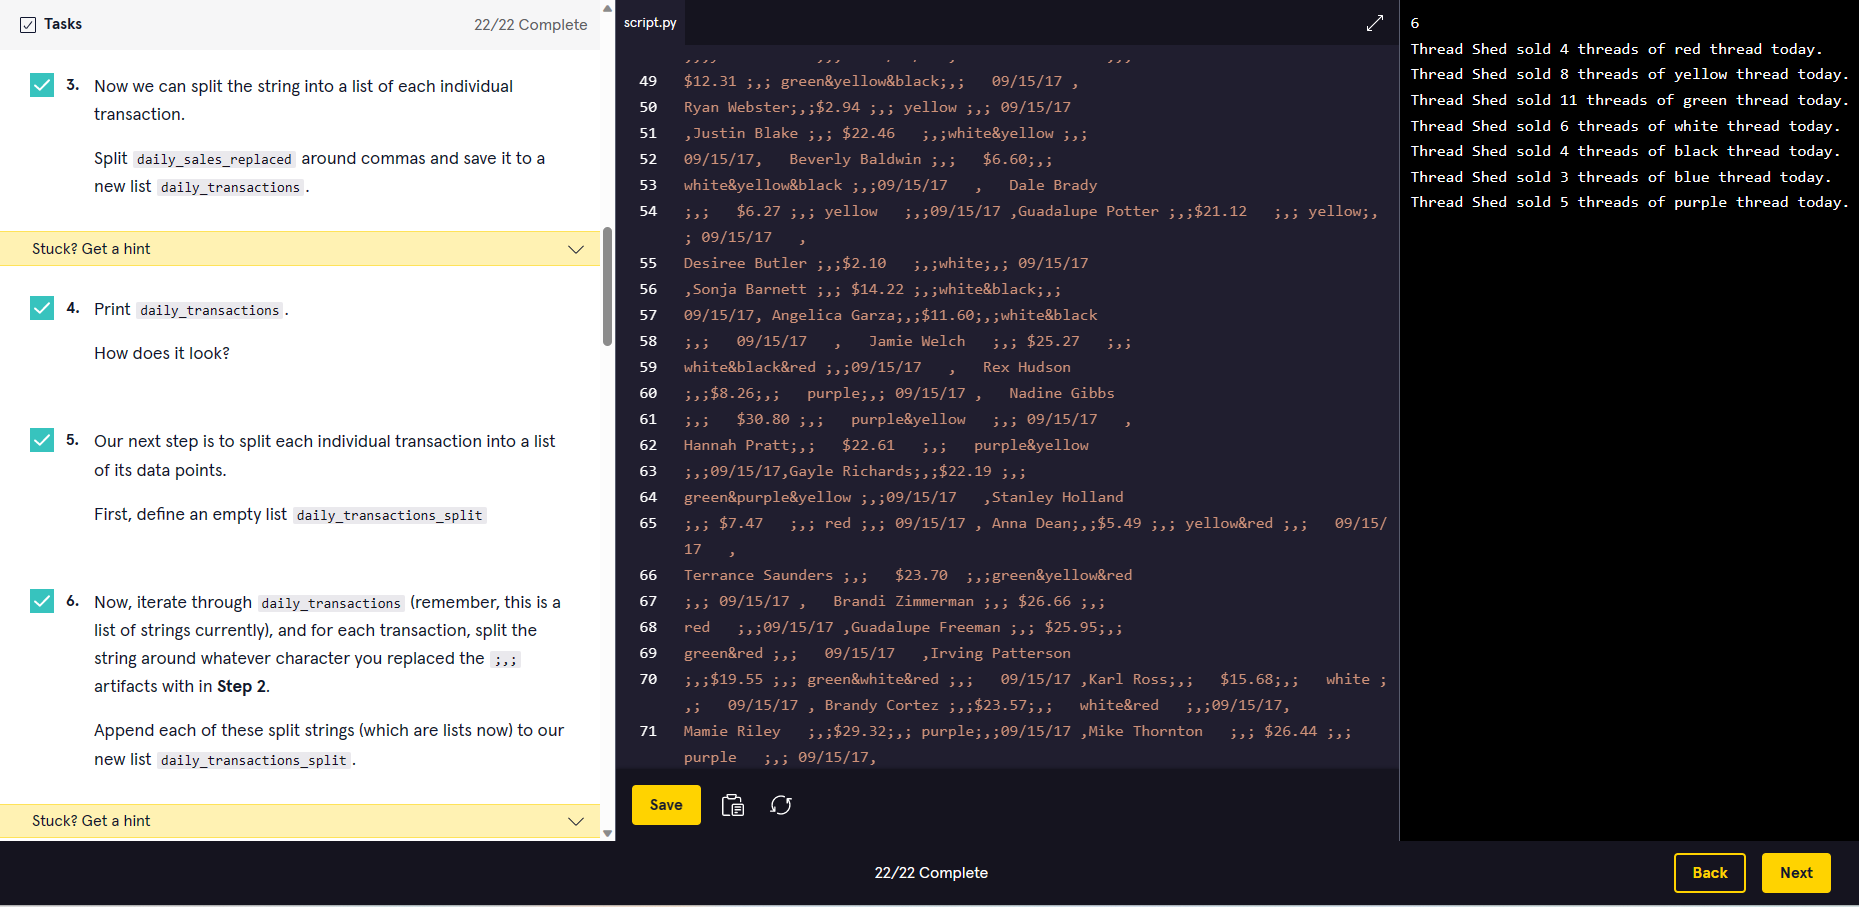 Tasks
22/22 Complete
3. Now we can split the string into a list of each individual
transaction.
Split daily_sales_replaced around commas and save it to a
new list daily_transactions.
Stuck? Get a hint
4. Print daily_transactions.
How does it look?
5. Our next step is to split each individual transaction into a list
of its data points.
First, define an empty list daily_transactions_split
6. Now, iterate through daily_transactions (remember, this is a
list of strings currently), and for each transaction, split the
string around whatever character you replaced the ;,;
artifacts with in Step 2.
Append each of these split strings (which are lists now) to our
new list daily_transactions_split.
Stuck? Get a hint
script.py
49 $12.31 ;,; green&yellow&black;,;   09/15/17 ,
50 Ryan Webster;,;$2.94 ;,; yellow ;,; 09/15/17
51 ,Justin Blake ;,; $22.46   ;,;white&yellow ;,;
52 09/15/17,   Beverly Baldwin ;,;   $6.60;,;
53 white&yellow&black ;,;09/15/17   ,   Dale Brady
54 ;,;   $6.27 ;,; yellow   ;,;09/15/17 ,Guadalupe Potter ;,;$21.12   ;,; yellow;,
; 09/15/17   ,
55 Desiree Butler ;,;$2.10   ;,;white;,; 09/15/17
56 ,Sonja Barnett ;,; $14.22 ;,;white&black;,;
57 09/15/17, Angelica Garza;,;$11.60;,;white&black
58 ;,;   09/15/17   ,   Jamie Welch   ;,; $25.27   ;,;
59 white&black&red ;,;09/15/17   ,   Rex Hudson
60 ;,;$8.26;,;   purple;,; 09/15/17 ,   Nadine Gibbs
61 ;,;   $30.80 ;,;   purple&yellow   ;,; 09/15/17   ,
62 Hannah Pratt;,;   $22.61   ;,;   purple&yellow
63 ;,;09/15/17,Gayle Richards;,;$22.19 ;,;
64 green&purple&yellow ;,;09/15/17   ,Stanley Holland
65 ;,; $7.47   ;,; red ;,; 09/15/17 , Anna Dean;,;$5.49 ;,; yellow&red ;,;   09/15/
17   ,
66 Terrance Saunders ;,;   $23.70  ;,;green&yellow&red
67 ;,; 09/15/17 ,   Brandi Zimmerman ;,; $26.66 ;,;
68 red   ;,;09/15/17 ,Guadalupe Freeman ;,; $25.95;,;
69 green&red ;,;   09/15/17   ,Irving Patterson
70 ;,;$19.55 ;,; green&white&red ;,;   09/15/17 ,Karl Ross;,;   $15.68;,;   white ;
,;   09/15/17 , Brandy Cortez ;,;$23.57;,;   white&red   ;,;09/15/17,
71 Mamie Riley   ;,;$29.32;,; purple;,;09/15/17 ,Mike Thornton   ;,; $26.44 ;,;
purple   ;,; 09/15/17,
Save
6
Thread Shed sold 4 threads of red thread today.
Thread Shed sold 8 threads of yellow thread today.
Thread Shed sold 11 threads of green thread today.
Thread Shed sold 6 threads of white thread today.
Thread Shed sold 4 threads of black thread today.
Thread Shed sold 3 threads of blue thread today.
Thread Shed sold 5 threads of purple thread today.
22/22 Complete
Back
Next